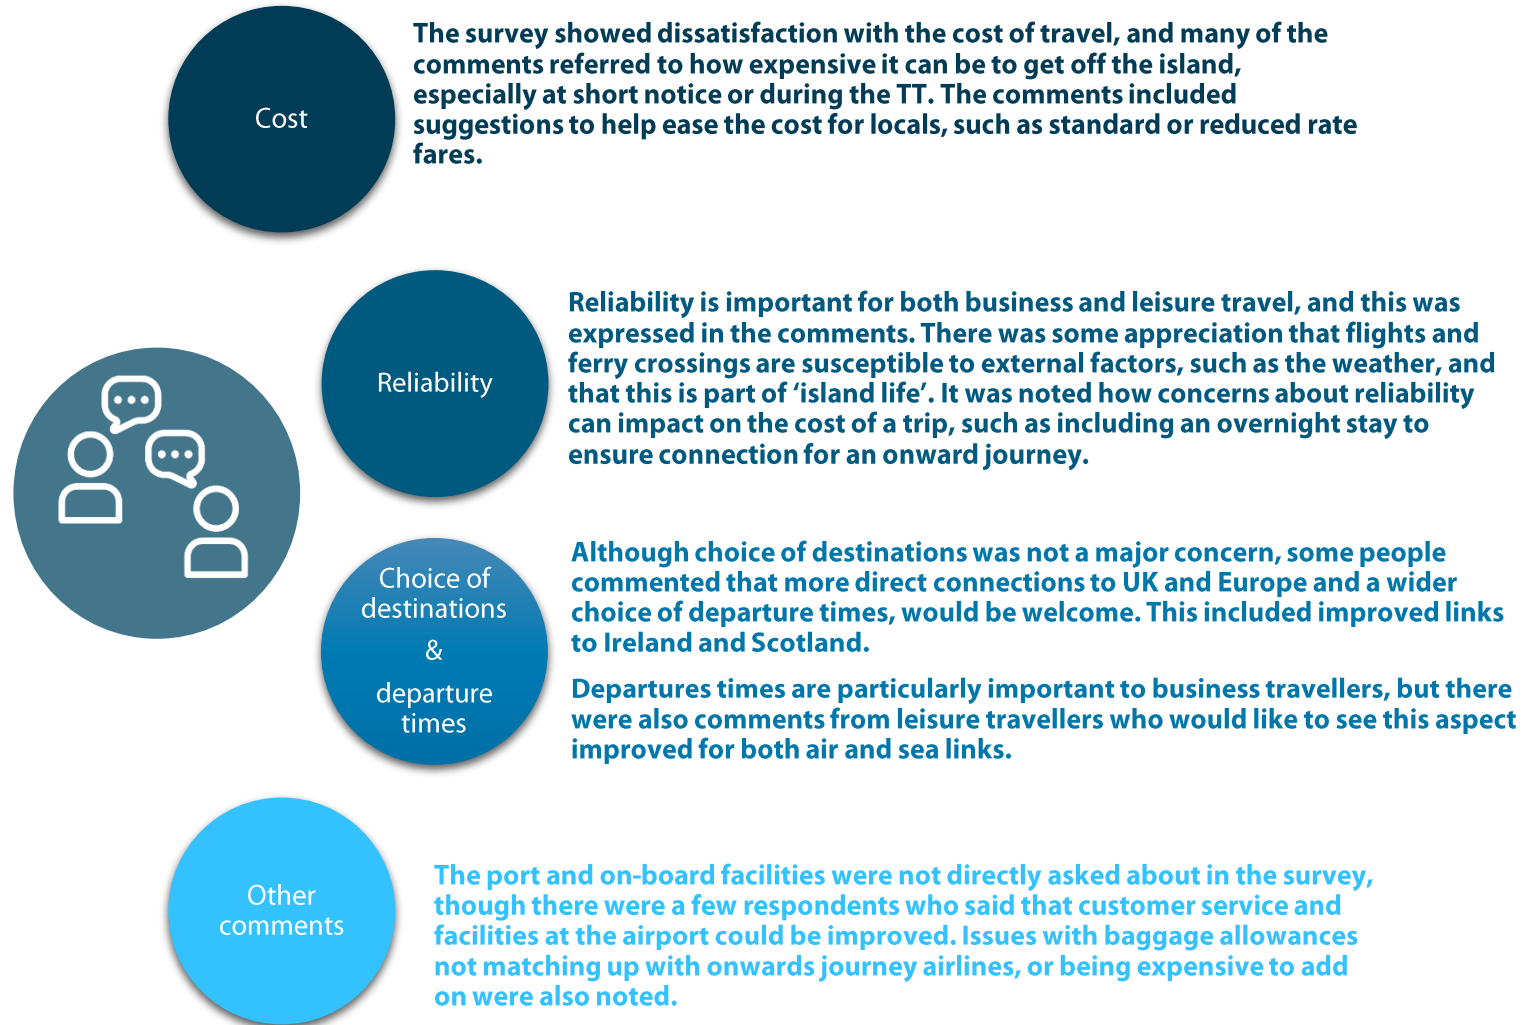 Cost
The survey showed dissatisfaction with the cost of travel, and many of the
comments referred to how expensive it can be to get off the island,
especially at short notice or during the TT. The comments included
suggestions to help ease the cost for locals, such as standard or reduced rate
fares.
Reliability
Reliability is important for both business and leisure travel, and this was
expressed in the comments. There was some appreciation that flights and
ferry crossings are susceptible to external factors, such as the weather, and
that this is part of ‘island life’. It was noted how concerns about reliability
can impact on the cost of a trip, such as including an overnight stay to
ensure connection for an onward journey.
Choice of
destinations
&
departure
times
Although choice of destinations was not a major concern, some people
commented that more direct connections to UK and Europe and a wider
choice of departure times, would be welcome. This included improved links
to Ireland and Scotland.
Departures times are particularly important to business travellers, but there
were also comments from leisure travellers who would like to see this aspect
improved for both air and sea links.
Other
comments
The port and on-board facilities were not directly asked about in the survey,
though there were a few respondents who said that customer service and
facilities at the airport could be improved. Issues with baggage allowances
not matching up with onwards journey airlines, or being expensive to add
on were also noted.